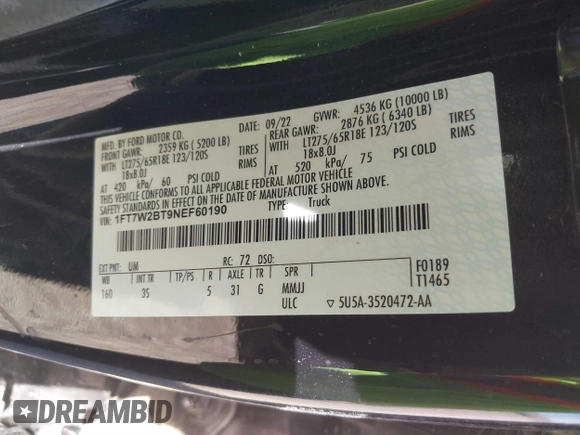 MFD. BY FORD MOTOR CO. 09/22 GVWR: 4536 KG (10000 LB)
FRONT GAWR: 2359 KG (5200 LB) REAR GAWR: 2876 KG (6340 LB)
WITH LT275/65R18E 123/120S TIRES WITH LT275/65R18E 123/120S TIRES
18x8.0J RIMS 18x8.0J RIMS
AT 420 kPa/ 60 PSI COLD AT 520 kPa/ 75 PSI COLD
THIS VEHICLE CONFORMS TO ALL APPLICABLE FEDERAL MOTOR VEHICLE
SAFETY STANDARDS IN EFFECT ON THE DATE OF MANUFACTURE SHOWN ABOVE.
VIN: 1FT7W2BT9NEF60190 TYPE: Truck
EXT PNT: UM RC: 72 DSO: F0189
WB INT TR TP/PS R AXLE TR SPR T1465
160 3S 5 31 G MMJJ
ULC ▽ 5U5A-3520472-AA
DREAMBID